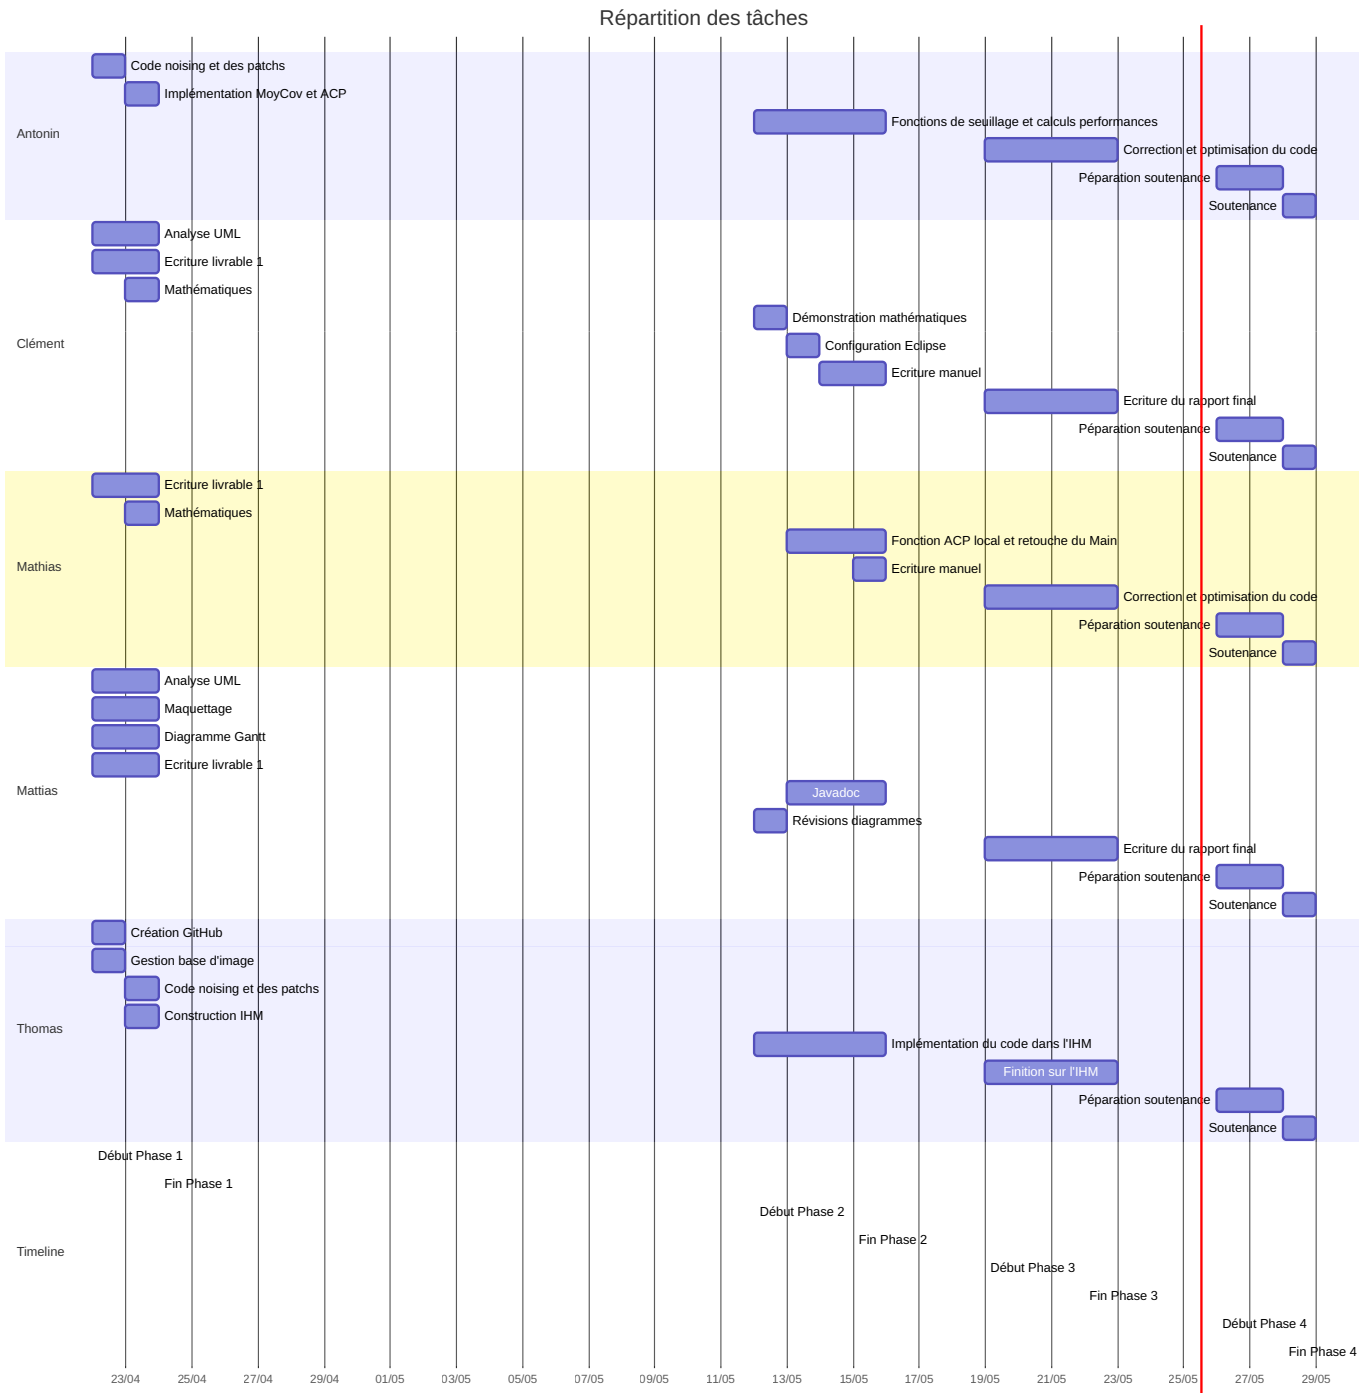 Répartition des tâches
Antonin
Code noising et des patchs
Implémentation MoyCov et ACP
Fonctions de seuillage et calculs performances
Correction et optimisation du code
Péparation soutenance
Soutenance
Clément
Analyse UML
Ecriture livrable 1
Mathématiques
Démonstration mathématiques
Configuration Eclipse
Ecriture manuel
Ecriture du rapport final
Péparation soutenance
Soutenance
Mathias
Ecriture livrable 1
Mathématiques
Fonction ACP local et retouche du Main
Ecriture manuel
Correction et optimisation du code
Péparation soutenance
Soutenance
Mattias
Analyse UML
Maquettage
Diagramme Gantt
Ecriture livrable 1
Javadoc
Révisions diagrammes
Ecriture du rapport final
Péparation soutenance
Soutenance
Thomas
Création GitHub
Gestion base d'image
Code noising et des patchs
Construction IHM
Implémentation du code dans l'IHM
Finition sur l'IHM
Péparation soutenance
Soutenance
Timeline
Début Phase 1
Fin Phase 1
Début Phase 2
Fin Phase 2
Début Phase 3
Fin Phase 3
Début Phase 4
Fin Phase 4
23/04 25/04 27/04 29/04 01/05 03/05 05/05 07/05 09/05 11/05 13/05 15/05 17/05 19/05 21/05 23/05 25/05 27/05 29/05